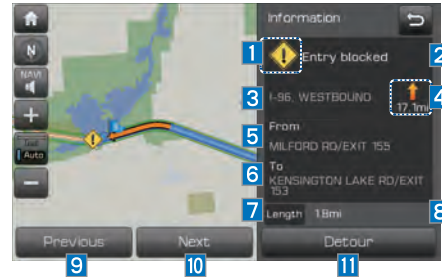 Information
1
Entry blocked
2
N
NAVI
3
I-96, WESTBOUND
4
17.1mi
5
From
MILFORD RD/EXIT 155
Auto
6
To
KENSINGTON LAKE RD/EXIT
153
7
Length 1.8mi
8
Previous
Next
Detour
9
10
11